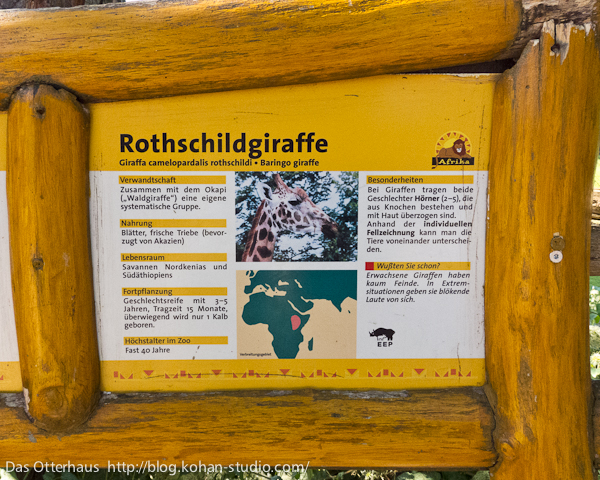 Rothschildgiraffe
Giraffa camelopardalis rothschildi • Baringo giraffe
Afrika
Verwandtschaft
Zusammen mit dem Okapi
(„Waldgiraffe“) eine eigene
systematische Gruppe.
Nahrung
Blätter, frische Triebe (bevor-
zugt von Akazien)
Lebensraum
Savannen Nordkenias und
Südäthiopiens
Fortpflanzung
Geschlechtsreife mit 3–5
Jahren, Tragzeit 15 Monate,
überwiegend wird nur 1 Kalb
geboren.
Höchstalter im Zoo
Fast 40 Jahre
Verbreitungsgebiet
Besonderheiten
Bei Giraffen tragen beide
Geschlechter Hörner (2–5), die
aus Knochen bestehen und
mit Haut überzogen sind.
Anhand der individuellen
Fellzeichnung kann man die
Tiere voneinander unterschei-
den.
Wußten Sie schon?
Erwachsene Giraffen haben
kaum Feinde. In Extrem-
situationen geben sie blökende
Laute von sich.
EEP
Das Otterhaus http://blog.kohan-studio.com/